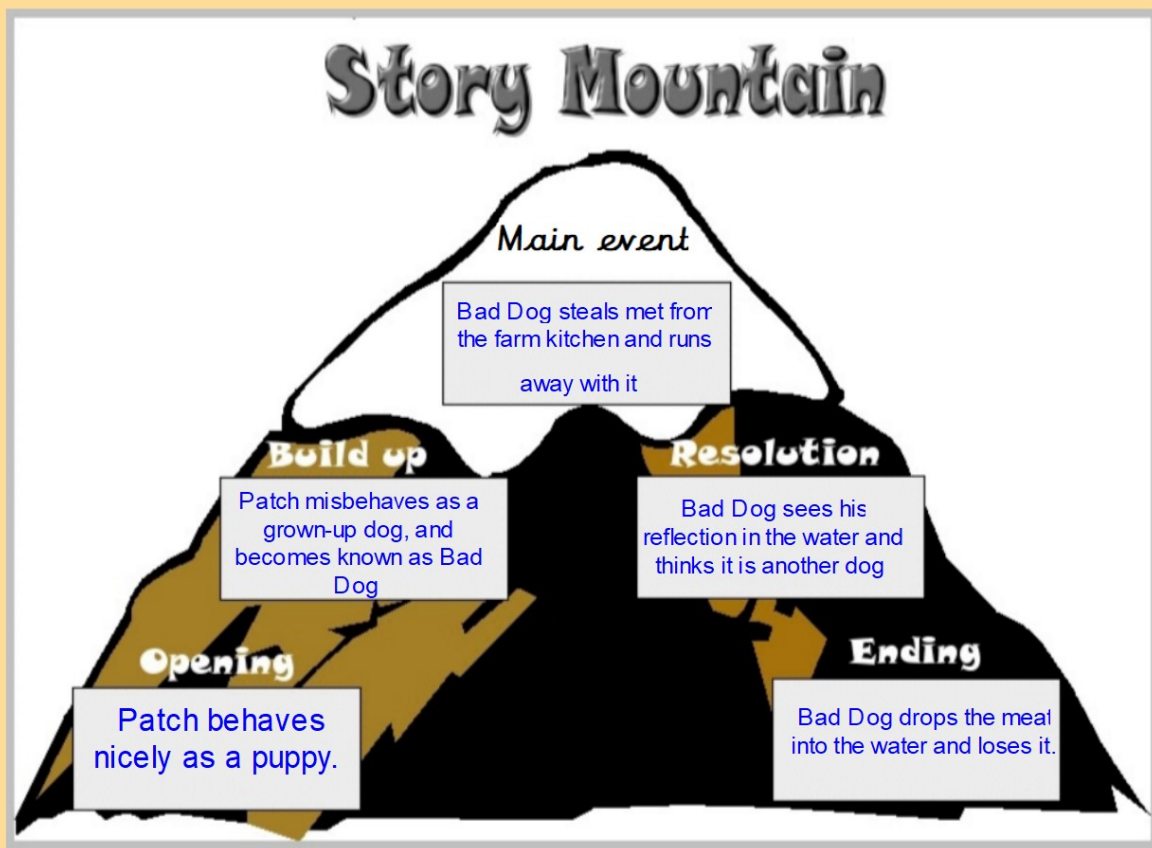 Story Mountain
Main event
Bad Dog steals met from
the farm kitchen and runs
away with it
Build up
Patch misbehaves as a
grown-up dog, and
becomes known as Bad
Dog
Resolution
Bad Dog sees his
reflection in the water and
thinks it is another dog
Opening
Patch behaves
nicely as a puppy.
Ending
Bad Dog drops the meat
into the water and loses it.